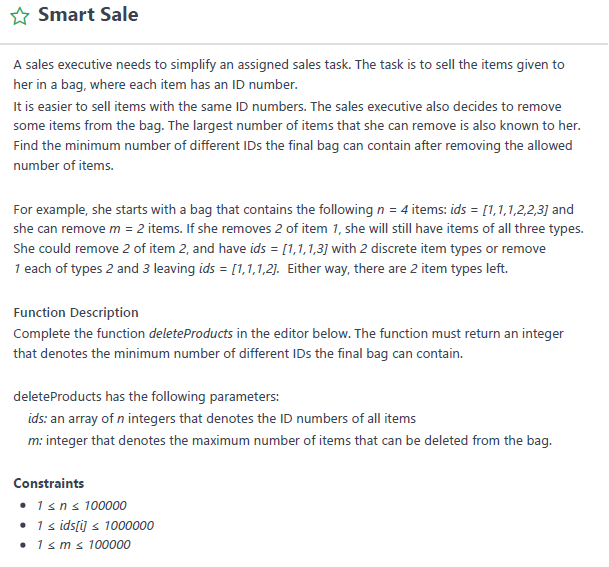 Smart Sale
A sales executive needs to simplify an assigned sales task. The task is to sell the items given to
her in a bag, where each item has an ID number.
It is easier to sell items with the same ID numbers. The sales executive also decides to remove
some items from the bag. The largest number of items that she can remove is also known to her.
Find the minimum number of different IDs the final bag can contain after removing the allowed
number of items.
For example, she starts with a bag that contains the following n = 4 items: ids = [1,1,1,2,2,3] and
she can remove m = 2 items. If she removes 2 of item 1, she will still have items of all three types.
She could remove 2 of item 2, and have ids = [1,1,1,3] with 2 discrete item types or remove
1 each of types 2 and 3 leaving ids = [1,1,1,2].  Either way, there are 2 item types left.
Function Description
Complete the function deleteProducts in the editor below. The function must return an integer
that denotes the minimum number of different IDs the final bag can contain.
deleteProducts has the following parameters:
ids: an array of n integers that denotes the ID numbers of all items
m: integer that denotes the maximum number of items that can be deleted from the bag.
Constraints
• 1 ≤ n ≤ 100000
• 1 ≤ ids[i] ≤ 1000000
• 1 ≤ m ≤ 100000